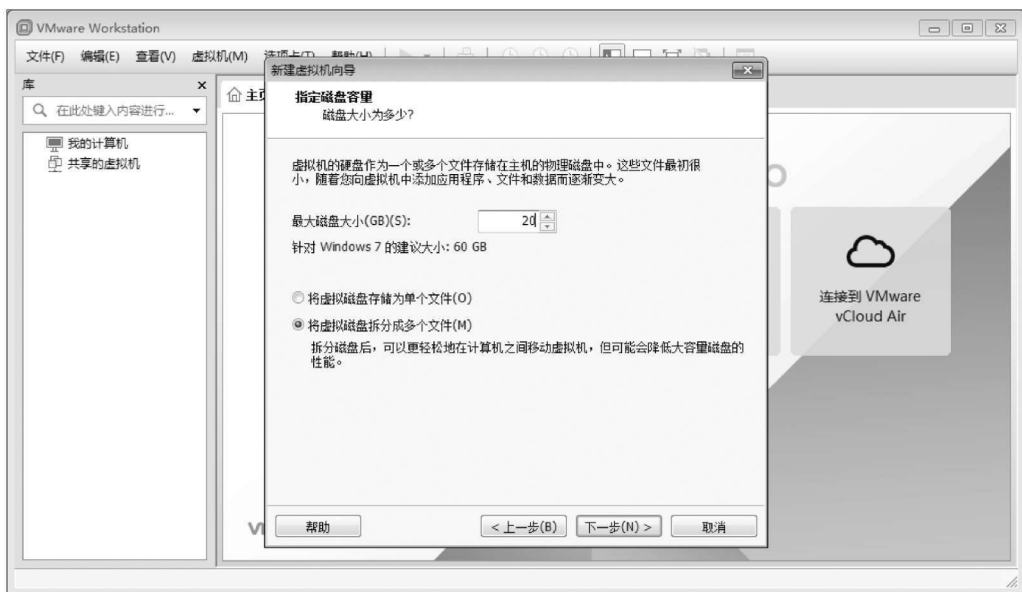 VMware Workstation
文件(F) 编辑(E) 查看(V) 虚拟机(M) 选项卡(T) 帮助(H)
库
在此处键入内容进行...
我的计算机
共享的虚拟机
主页
新建虚拟机向导
指定磁盘容量
磁盘大小为多少?
虚拟机的硬盘作为一个或多个文件存储在主机的物理磁盘中。这些文件最初很
小，随着您向虚拟机中添加应用程序、文件和数据而逐渐变大。
最大磁盘大小(GB)(S): 20
针对 Windows 7 的建议大小: 60 GB
将虚拟磁盘存储为单个文件(O)
将虚拟磁盘拆分成多个文件(M)
拆分磁盘后，可以更轻松地在计算机之间移动虚拟机，但可能会降低大容量磁盘的
性能。
帮助 < 上一步(B) 下一步(N) > 取消
连接到 VMware
vCloud Air